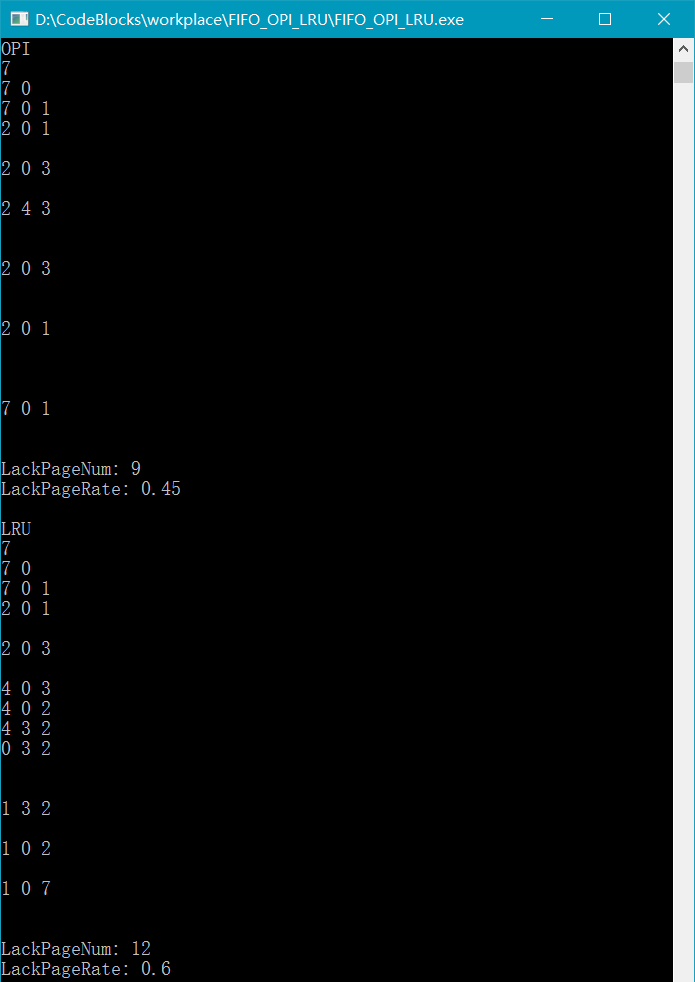 D:\CodeBlocks\workplace\FIFO_OPI_LRU\FIFO_OPI_LRU.exe
OPI
7
7 0
7 0 1
2 0 1
2 0 3
2 4 3
2 0 3
2 0 1
7 0 1
LackPageNum: 9
LackPageRate: 0.45
LRU
7
7 0
7 0 1
2 0 1
2 0 3
4 0 3
4 0 2
4 3 2
0 3 2
1 3 2
1 0 2
1 0 7
LackPageNum: 12
LackPageRate: 0.6